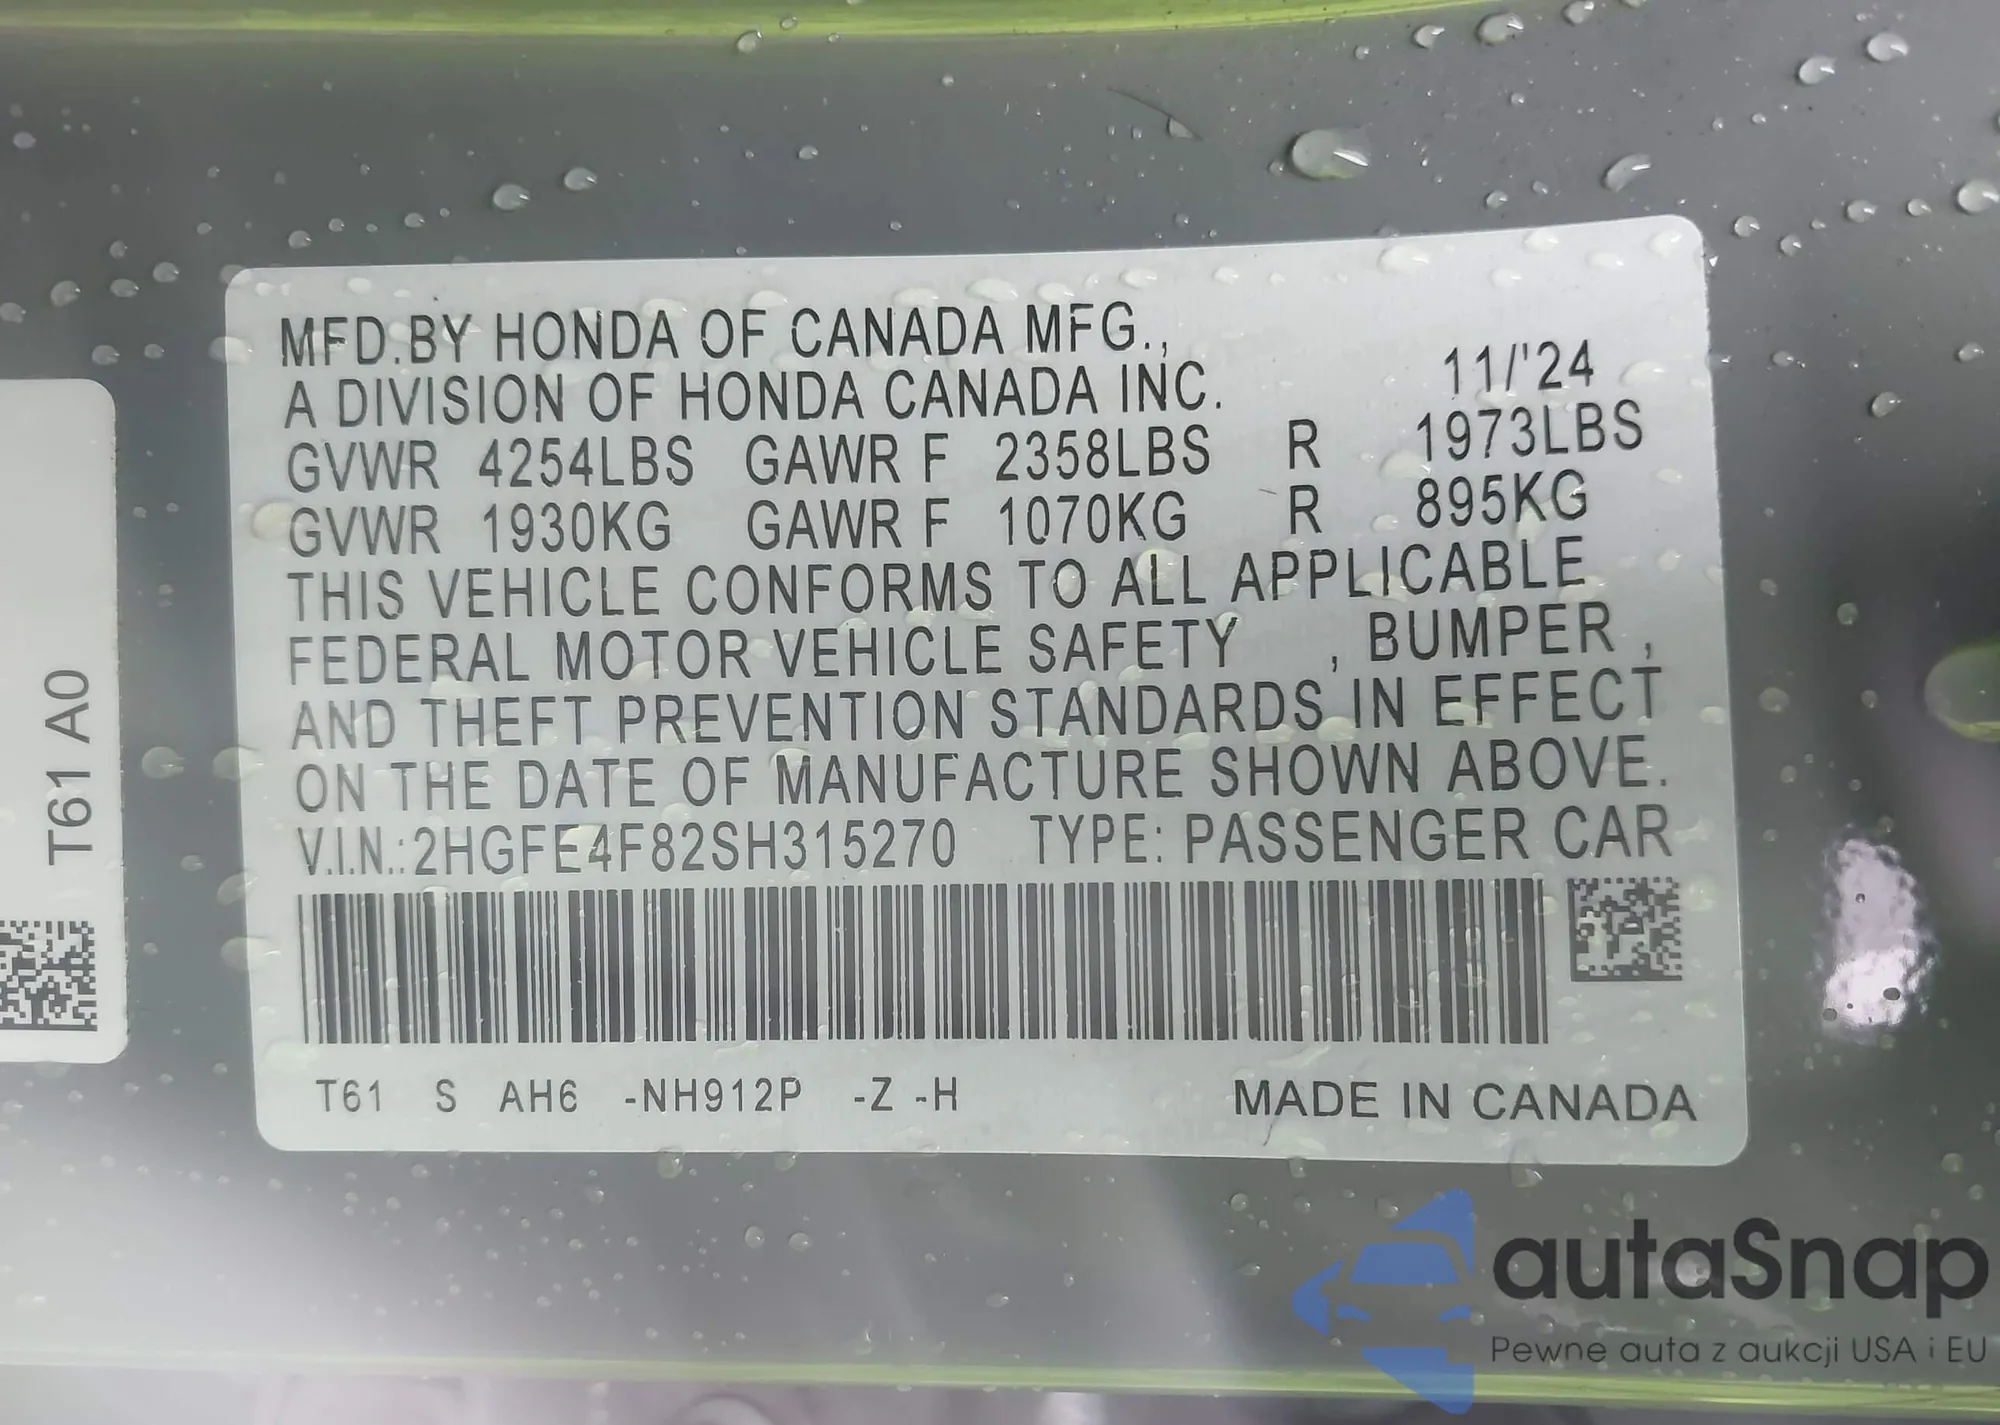 MFD.BY HONDA OF CANADA MFG.,
A DIVISION OF HONDA CANADA INC. 11/'24
GVWR 4254LBS GAWR F 2358LBS R 1973LBS
GVWR 1930KG GAWR F 1070KG R 895KG
THIS VEHICLE CONFORMS TO ALL APPLICABLE
FEDERAL MOTOR VEHICLE SAFETY , BUMPER ,
AND THEFT PREVENTION STANDARDS IN EFFECT
ON THE DATE OF MANUFACTURE SHOWN ABOVE.
V.I.N.:2HGFE4F82SH315270 TYPE: PASSENGER CAR
T61 S AH6 -NH912P -Z -H MADE IN CANADA
T61 A0
autaSnap
Pewne auta z aukcji USA i EU